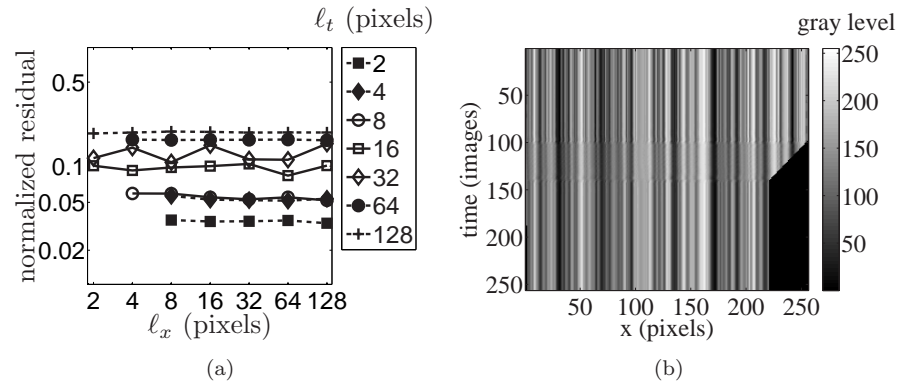 ℓt (pixels)
normalized residual
0.5
0.1
0.05
0.02
2 4 8 16 32 64 128
ℓx (pixels)
2
4
8
16
32
64
128
(a)
gray level
time (images)
50
100
150
200
250
50 100 150 200 250
x (pixels)
250
200
150
100
50
(b)